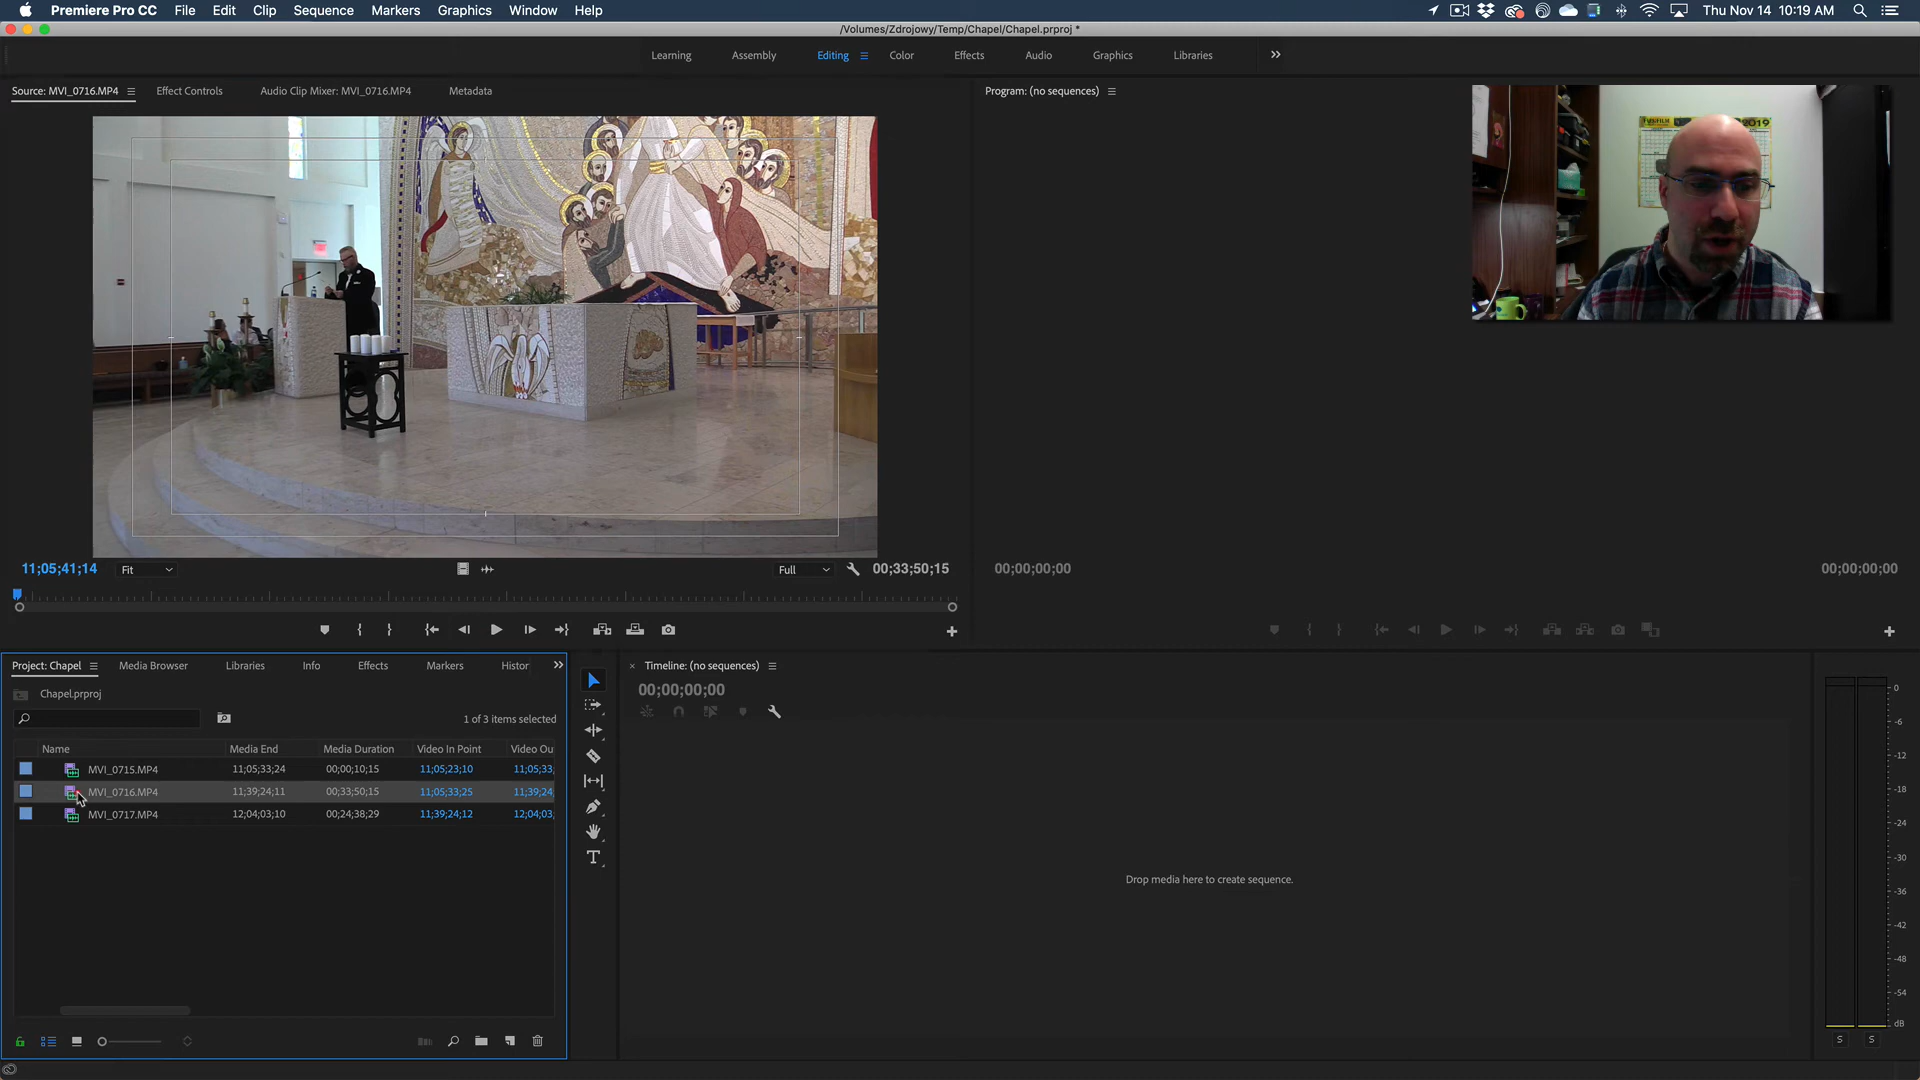 Premiere Pro CC File Edit Clip Sequence Markers Graphics Window Help Thu Nov 14 10:19 AM
/Volumes/Zdrojowy/Temp/Chapel/Chapel.prproj *
Learning Assembly Editing Color Effects Audio Graphics Libraries
Source: MVI_0716.MP4 Effect Controls Audio Clip Mixer: MVI_0716.MP4 Metadata
Program: (no sequences)
2019
11;05;41;14 Fit Full 00;33;50;15
00;00;00;00 00;00;00;00
Project: Chapel Media Browser Libraries Info Effects Markers Histor
Chapel.prproj
1 of 3 items selected
Name Media End Media Duration Video In Point Video Ou
MVI_0715.MP4 11;05;33;24 00;00;10;15 11;05;23;10 11;05;33;
MVI_0716.MP4 11;39;24;11 00;33;50;15 11;05;33;25 11;39;24;
MVI_0717.MP4 12;04;03;10 00;24;38;29 11;39;24;12 12;04;03;
Timeline: (no sequences)
00;00;00;00
Drop media here to create sequence.
0
-6
-12
-18
-24
-30
-36
-42
-48
-54
dB
S S